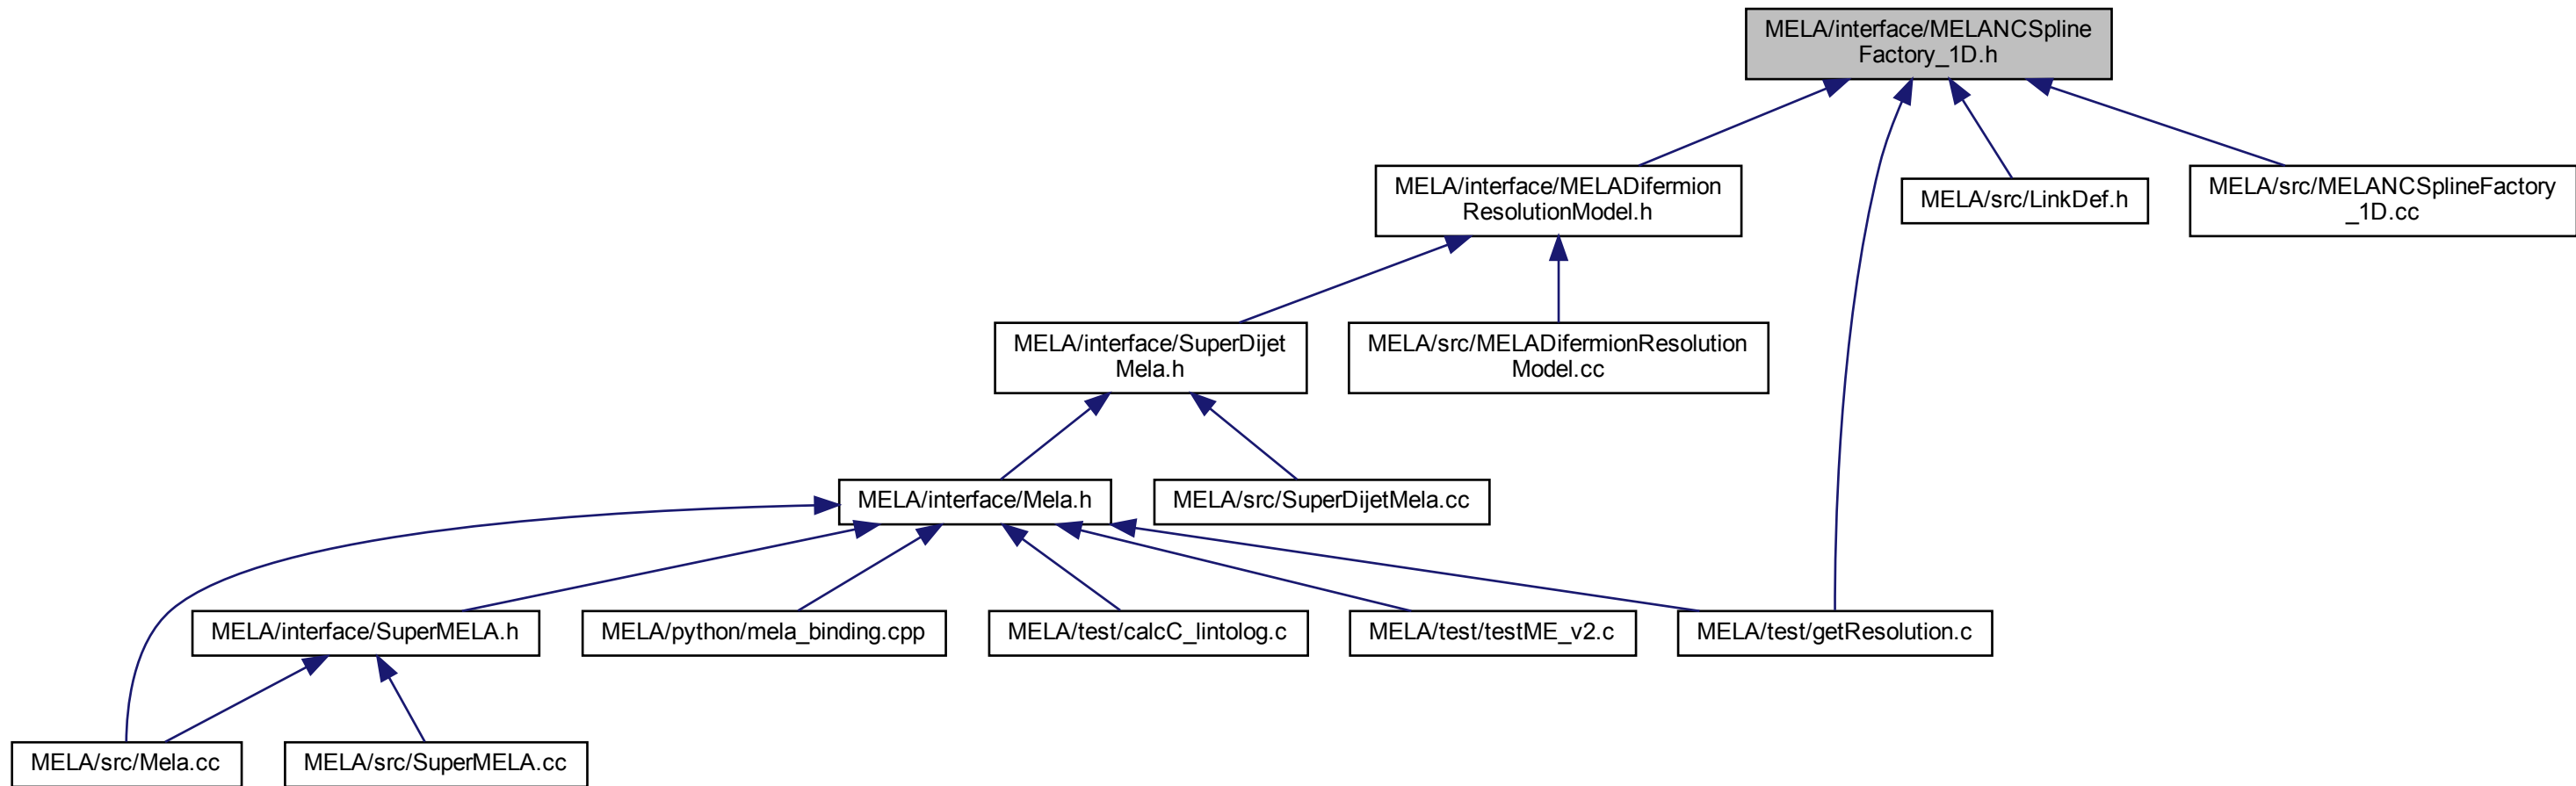 MELA/interface/MELANCSpline
Factory_1D.h
MELA/interface/MELADifermion
ResolutionModel.h
MELA/src/LinkDef.h
MELA/src/MELANCSplineFactory
_1D.cc
MELA/interface/SuperDijet
Mela.h
MELA/src/MELADifermionResolution
Model.cc
MELA/interface/Mela.h
MELA/src/SuperDijetMela.cc
MELA/interface/SuperMELA.h
MELA/python/mela_binding.cpp
MELA/test/calcC_lintolog.c
MELA/test/testME_v2.c
MELA/test/getResolution.c
MELA/src/Mela.cc
MELA/src/SuperMELA.cc